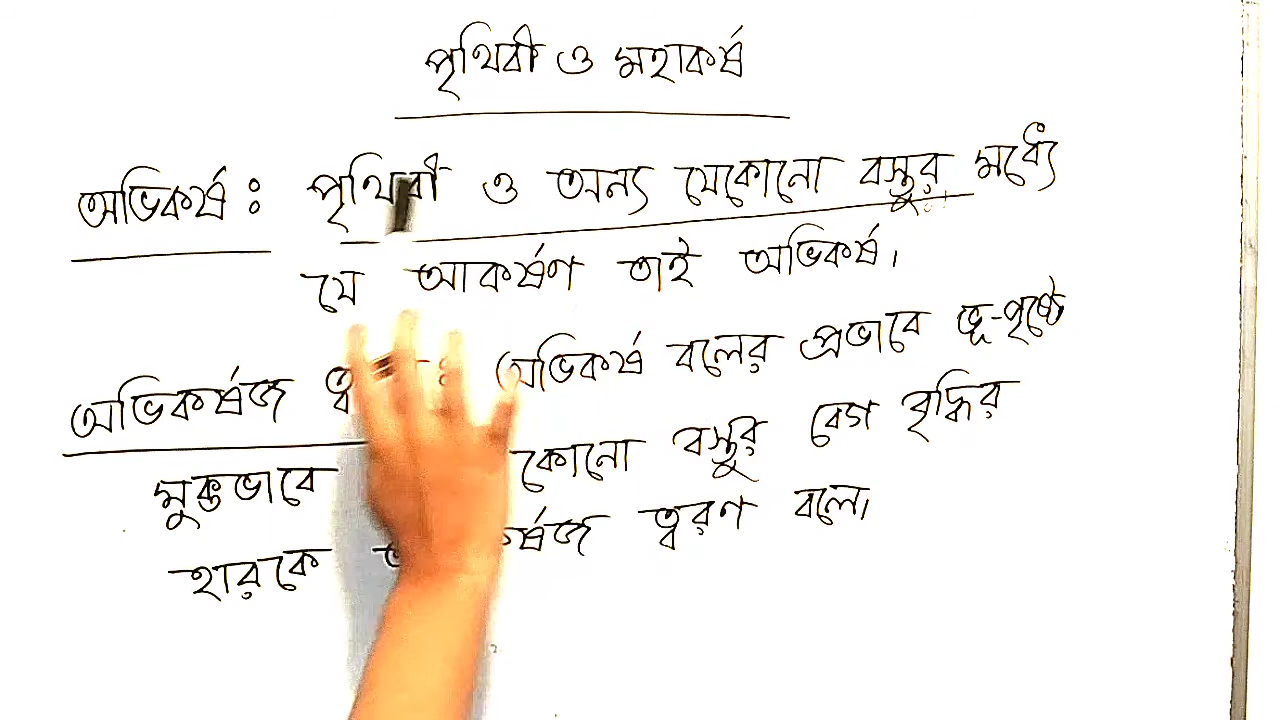 পৃথিবী ও মহাকর্ষ
অভিকর্ষ : পৃথিবী ও অন্য যেকোনো বস্তুর মধ্যে
যে আকর্ষণ তাই অভিকর্ষ।
অভিকর্ষজ : অভিকর্ষ বলের প্রভাবে ভূ-পৃষ্ঠে
মুক্তভাবে কোনো বস্তুর বেগ বৃদ্ধির
হারকে ত্বরণ বলে।